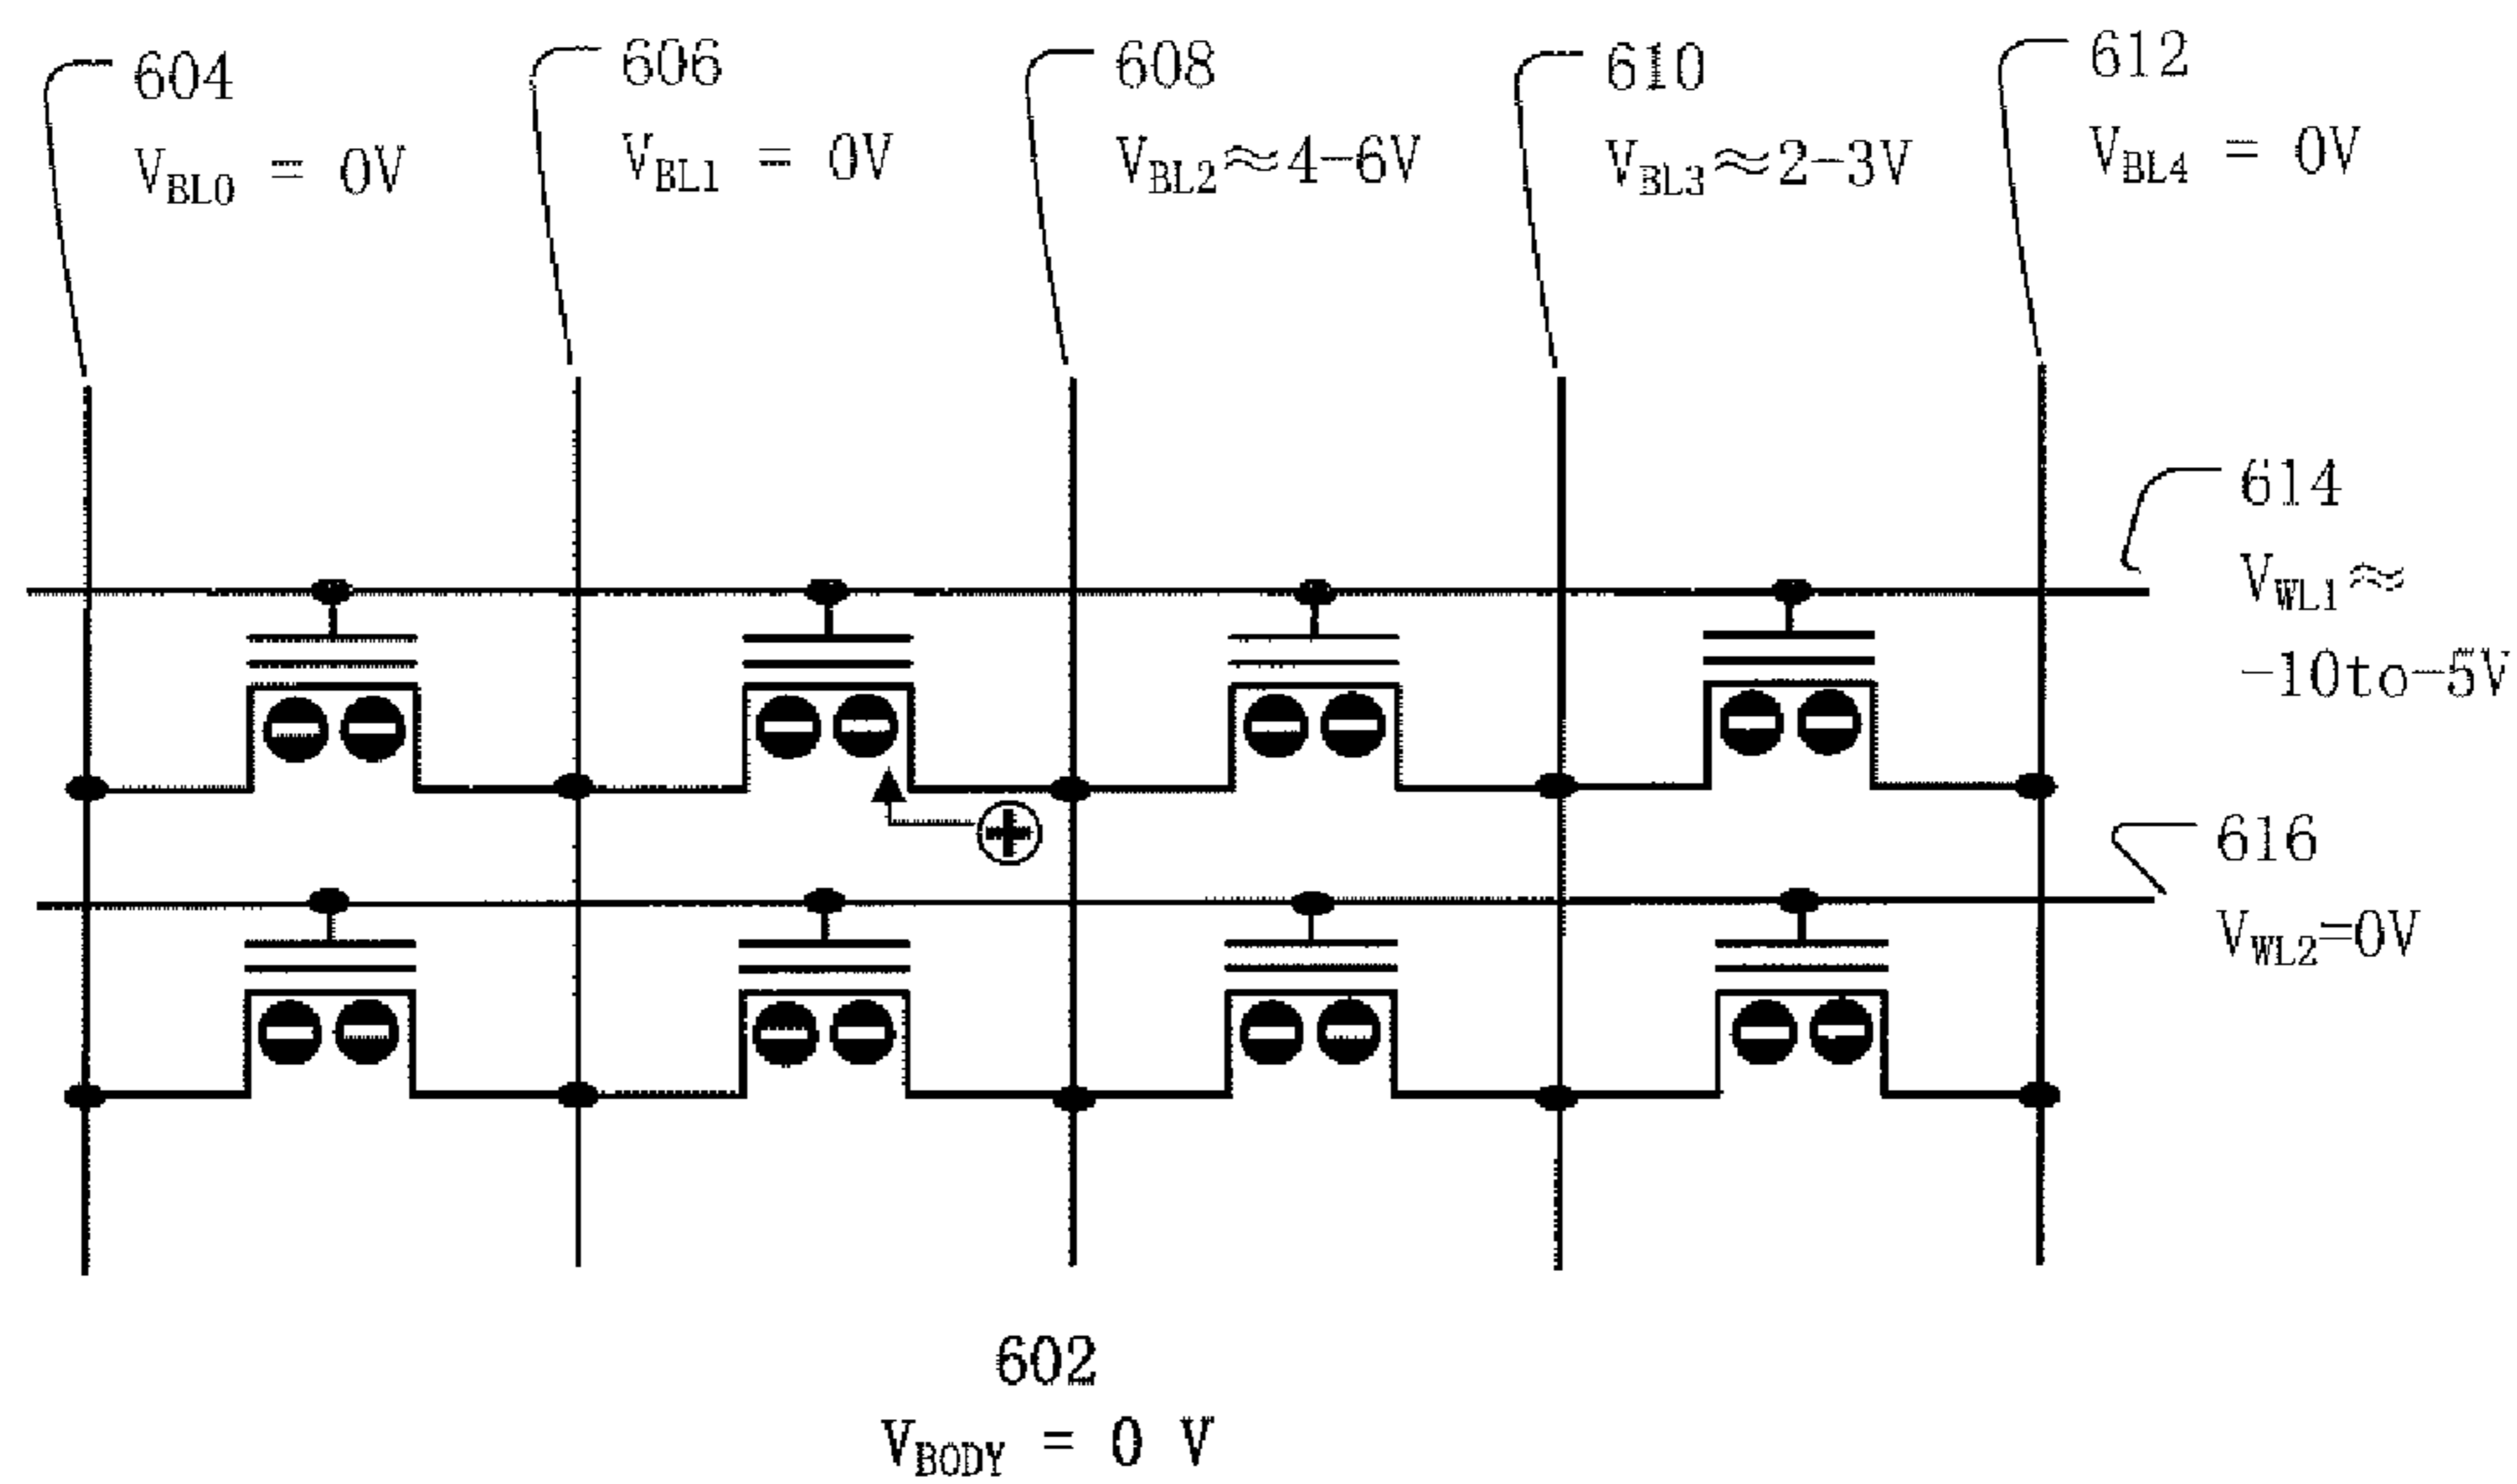 604
V_BL0 = 0V
606
V_BL1 = 0V
608
V_BL2≈4-6V
610
V_BL3≈2-3V
612
V_BL4 = 0V
614
V_WL1≈
-10to-5V
616
V_WL2=0V
602
V_BODY = 0 V